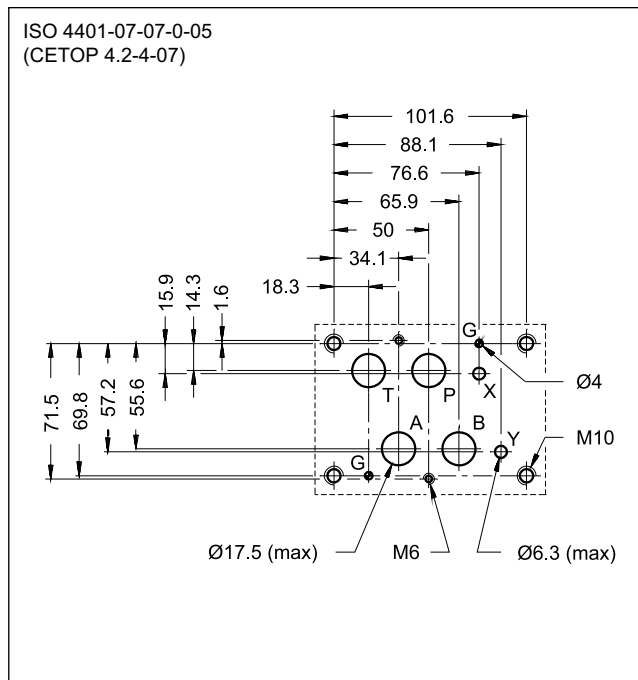 ISO 4401-07-07-0-05
(CETOP 4.2-4-07)
101.6
88.1
76.6
65.9
50
34.1
18.3
15.9
14.3
1.6
G
Ø4
T
P
X
71.5
69.8
57.2
55.6
A
B
Y
M10
G
Ø17.5 (max)
M6
Ø6.3 (max)